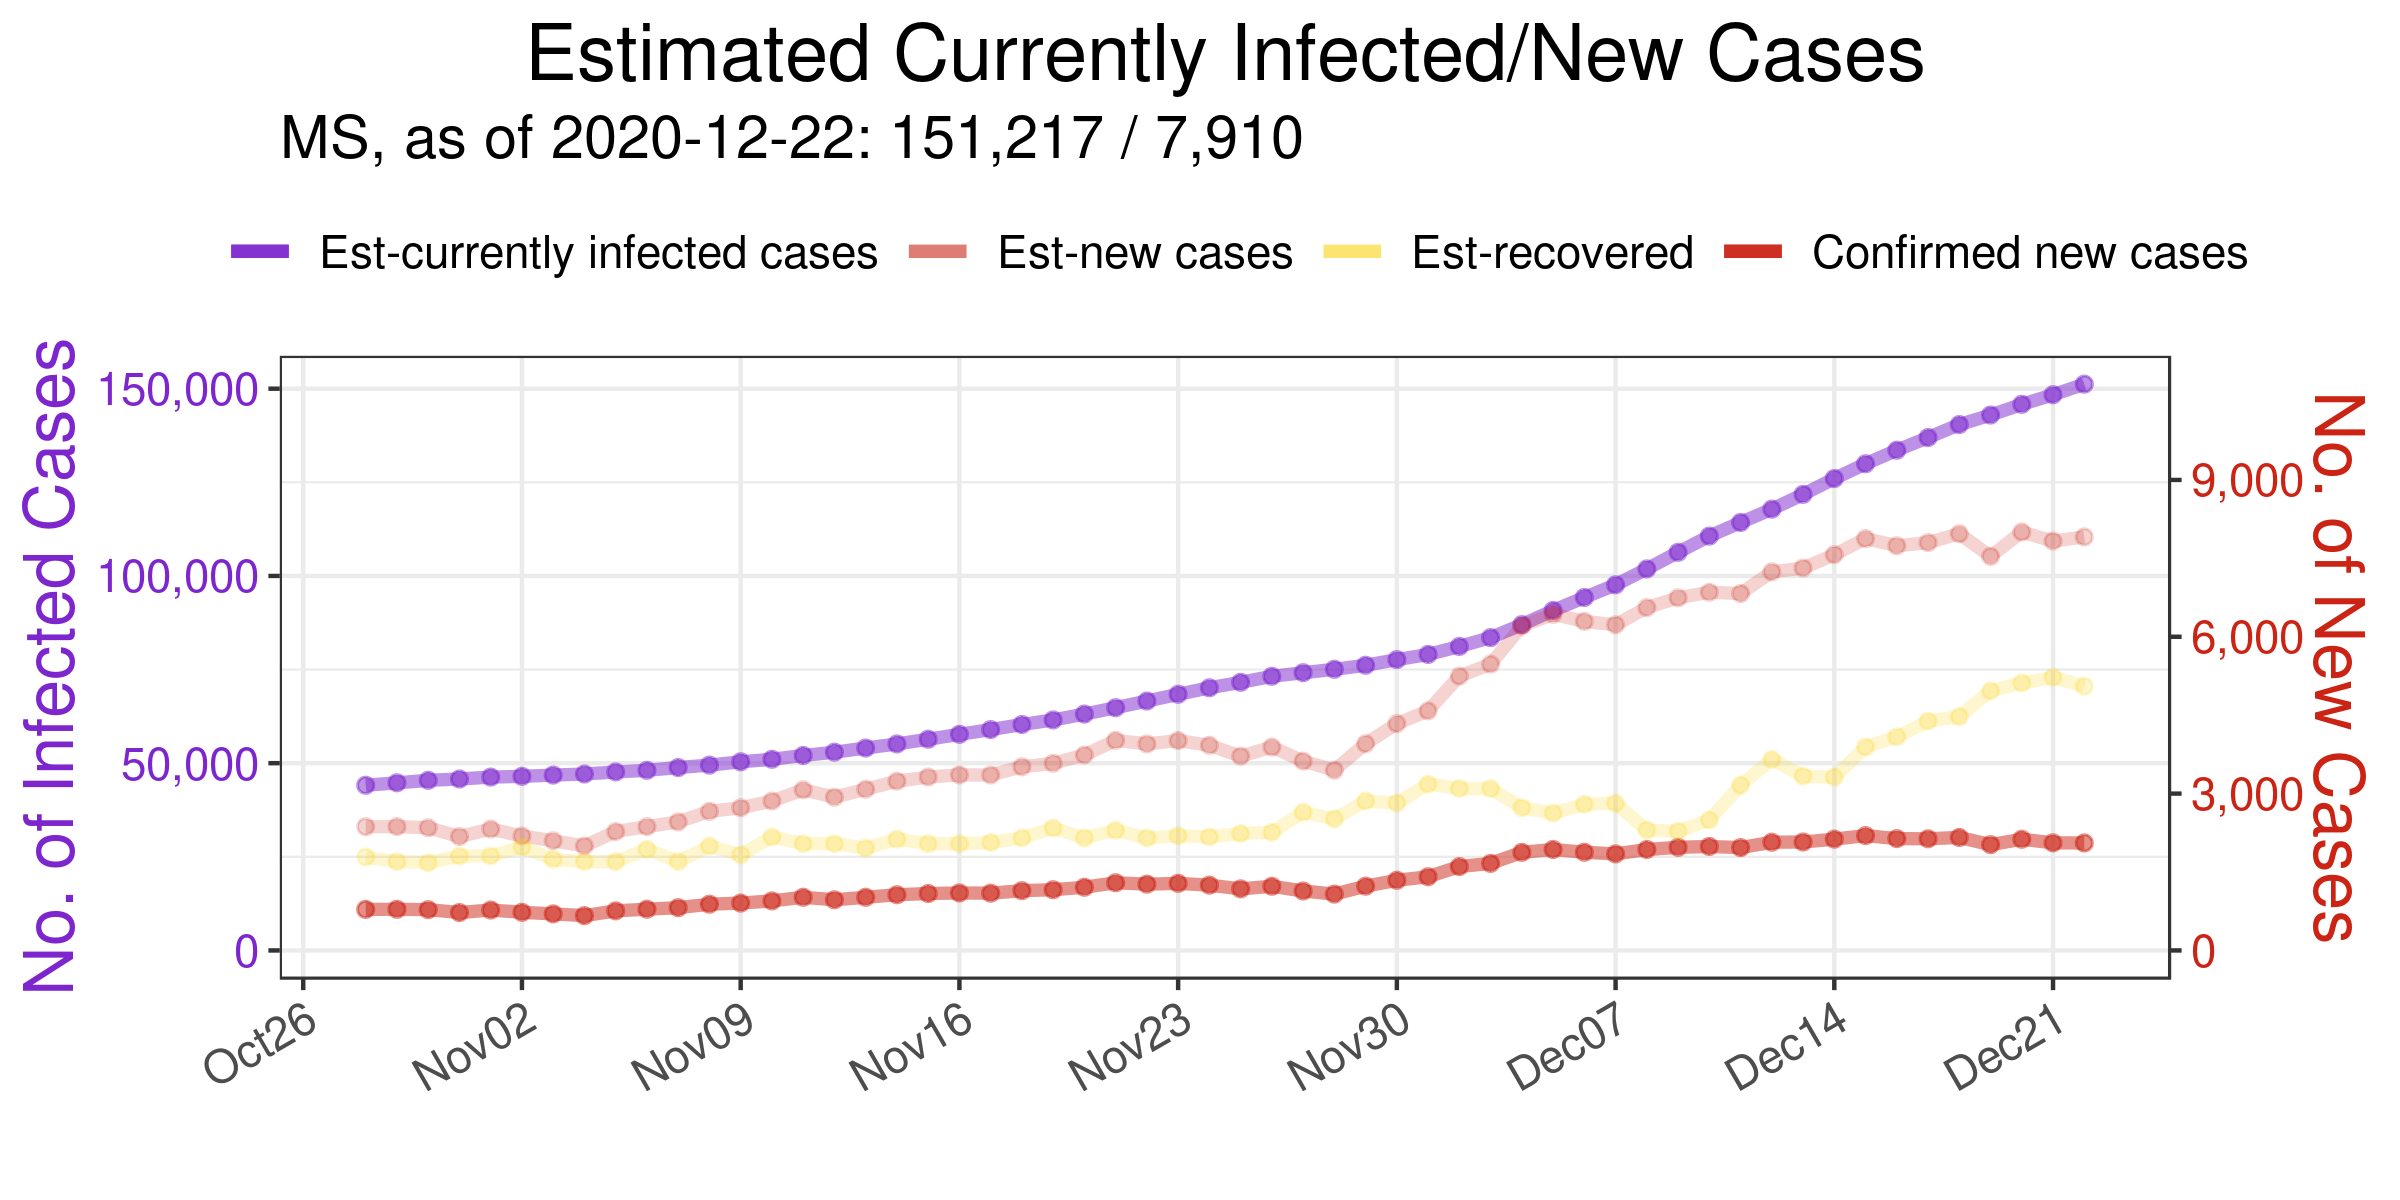 Estimated Currently Infected/New Cases
MS, as of 2020-12-22: 151,217 / 7,910
Est-currently infected cases Est-new cases Est-recovered Confirmed new cases
No. of Infected Cases
150,000
100,000
50,000
0
9,000
6,000
3,000
0
No. of New Cases
Oct26 Nov02 Nov09 Nov16 Nov23 Nov30 Dec07 Dec14 Dec21